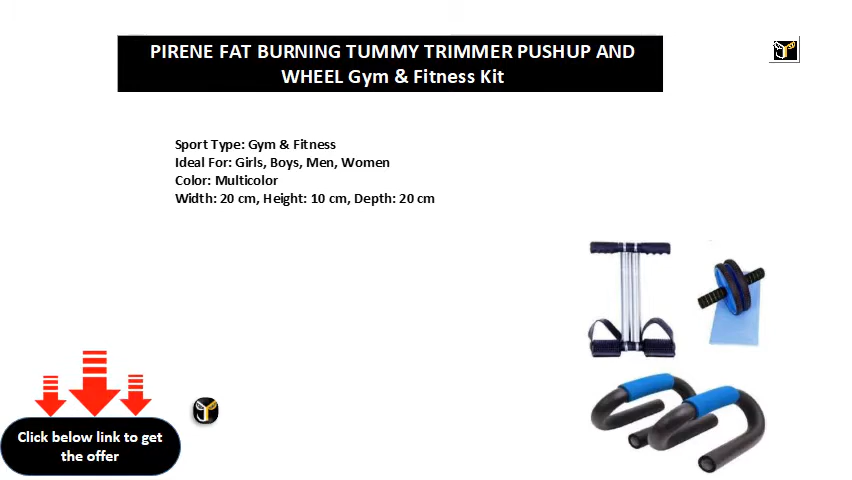 PIRENE FAT BURNING TUMMY TRIMMER PUSHUP AND
WHEEL Gym & Fitness Kit
Sport Type: Gym & Fitness
Ideal For: Girls, Boys, Men, Women
Color: Multicolor
Width: 20 cm, Height: 10 cm, Depth: 20 cm
Click below link to get
the offer